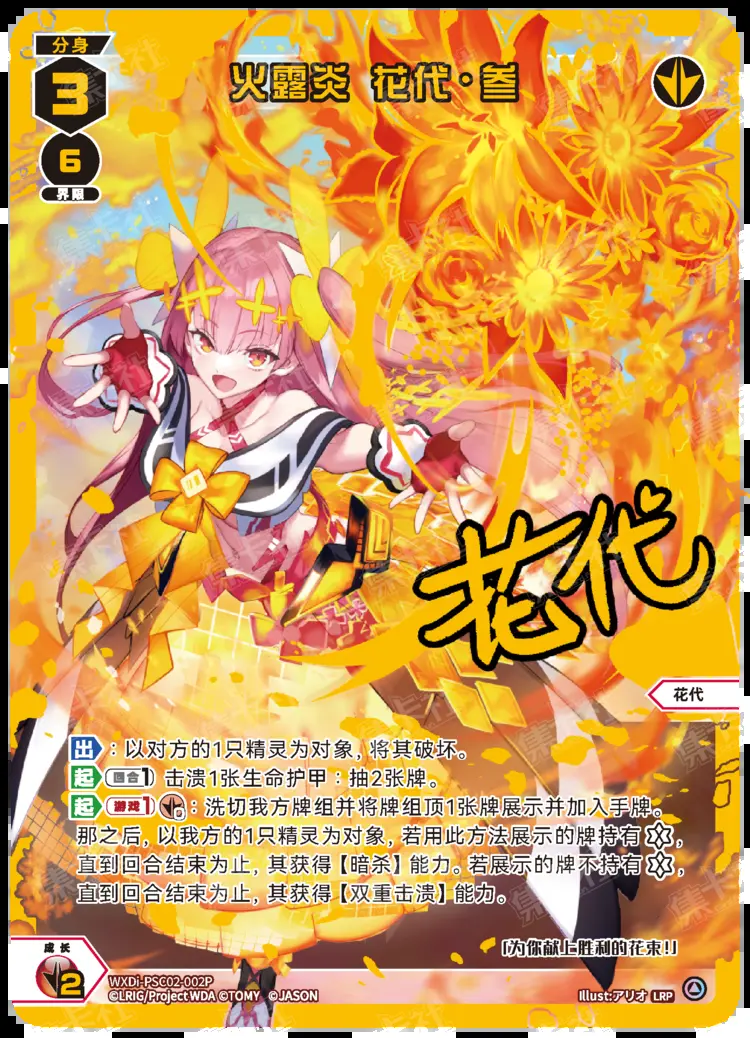 分身
3
火露炎 花代·参
6
界限
花代
花代
出：以对方的1只精灵为对象，将其破坏。
起 回合1 击溃1张生命护甲：抽2张牌。
起 游戏1 0：洗切我方牌组并将牌组顶1张牌展示并加入手牌。
那之后，以我方的1只精灵为对象，若用此方法展示的牌持有，
直到回合结束为止，其获得【暗杀】能力。若展示的牌不持有，
直到回合结束为止，其获得【双重击溃】能力。
「为你献上胜利的花束！」
成长
2
WXDi-PSC02-002P
©LRIG/Project WDA ©TOMY ©JASON
Illust:アリオ LRP
集卡社